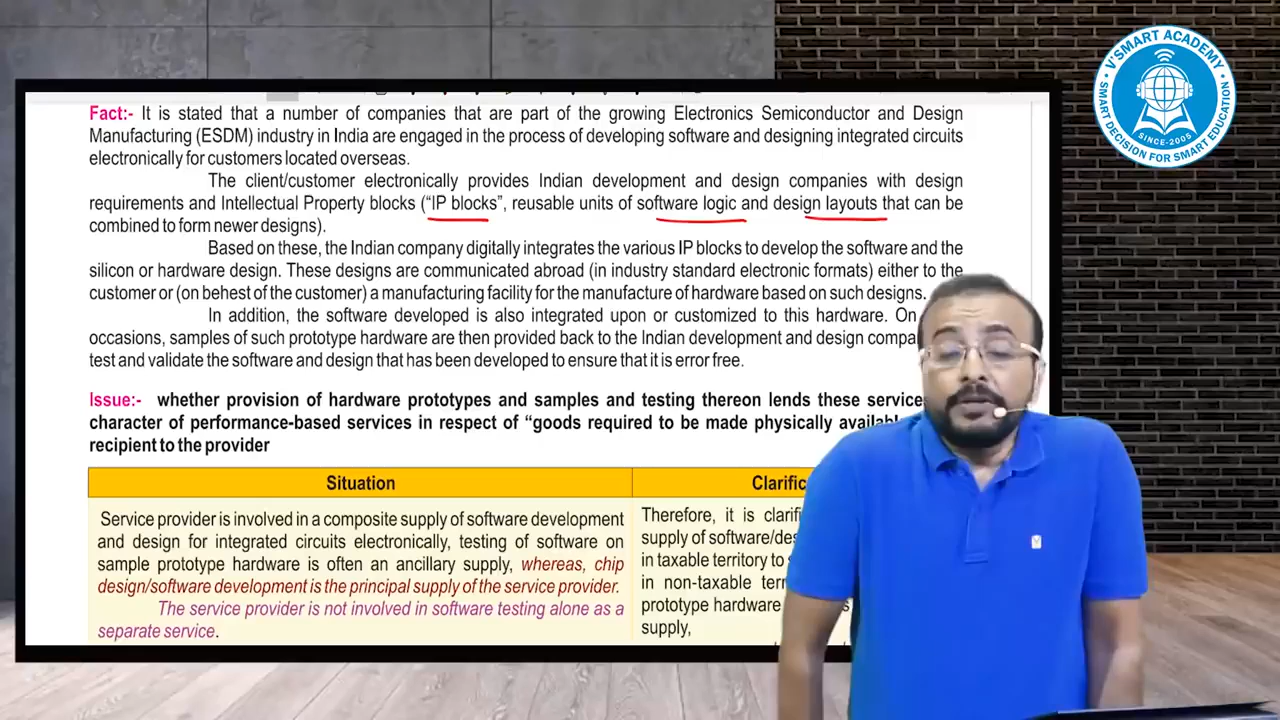 Fact:- It is stated that a number of companies that are part of the growing Electronics Semiconductor and Design
Manufacturing (ESDM) industry in India are engaged in the process of developing software and designing integrated circuits
electronically for customers located overseas.
The client/customer electronically provides Indian development and design companies with design
requirements and Intellectual Property blocks (“IP blocks”, reusable units of software logic and design layouts that can be
combined to form newer designs).
Based on these, the Indian company digitally integrates the various IP blocks to develop the software and the
silicon or hardware design. These designs are communicated abroad (in industry standard electronic formats) either to the
customer or (on behest of the customer) a manufacturing facility for the manufacture of hardware based on such designs.
In addition, the software developed is also integrated upon or customized to this hardware. On
occasions, samples of such prototype hardware are then provided back to the Indian development and design
test and validate the software and design that has been developed to ensure that it is error free.
Issue:- whether provision of hardware prototypes and samples and testing thereon lends these
character of performance-based services in respect of “goods required to be made physically
recipient to the provider
Situation
Service provider is involved in a composite supply of software development
and design for integrated circuits electronically, testing of software on
sample prototype hardware is often an ancillary supply, whereas, chip
design/software development is the principal supply of the service provider.
The service provider is not involved in software testing alone as a
separate service.
Therefore, it is
supply of
in taxable territory to
in non-taxable
prototype hardware
supply,
V'SMART ACADEMY
SMART DECISION FOR SMART EDUCATION
SINCE-2005